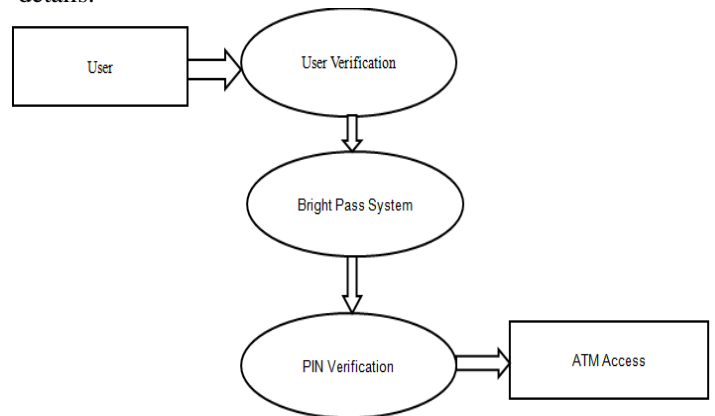 details.
User
User Verification
Bright Pass System
PIN Verification
ATM Access